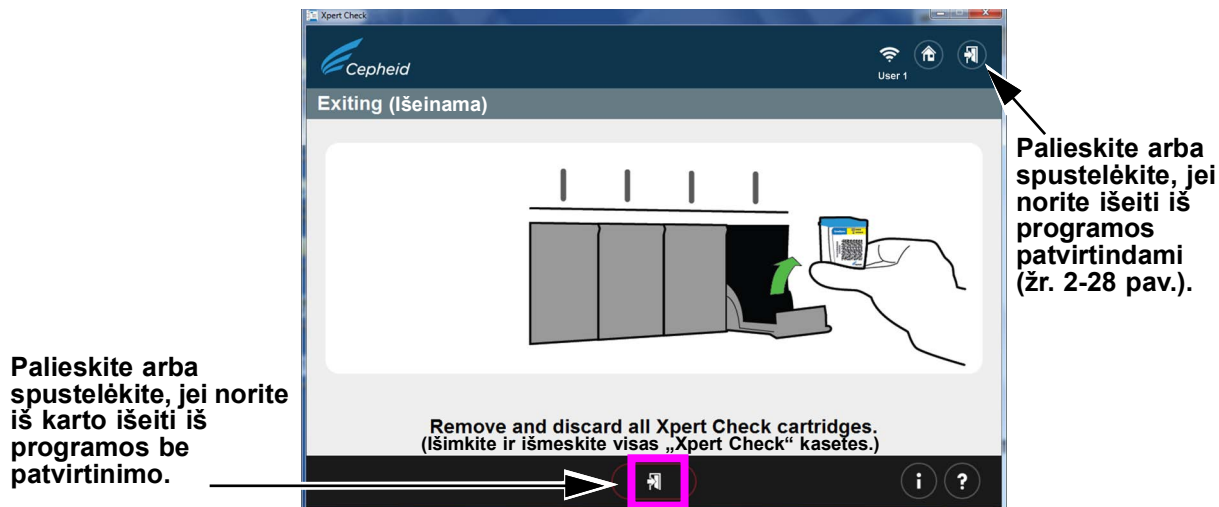 Xpert Check
Cepheid
User 1
Exiting (Išeinama)
Palieskite arba
spustelėkite, jei
norite išeiti iš
programos
patvirtindami
(žr. 2-28 pav.).
Palieskite arba
spustelėkite, jei norite
iš karto išeiti iš
programos be
patvirtinimo.
Remove and discard all Xpert Check cartridges.
(Išimkite ir išmeskite visas „Xpert Check“ kasetes.)
i ?